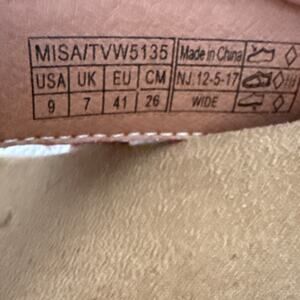 MISA/TVW5135 Made in China
USA UK EU CM NJ. 12-5-17
9 7 41 26 WIDE